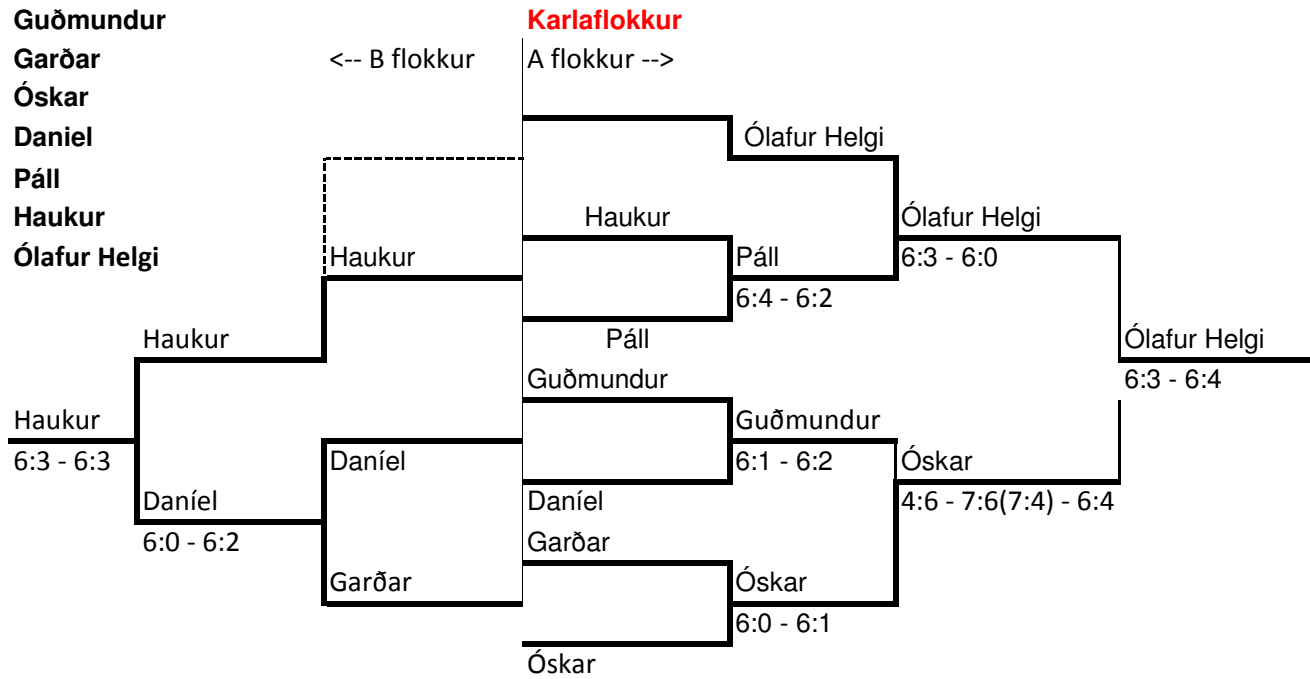 Guðmundur
Karlaflokkur
Garðar
<-- B flokkur
A flokkur -->
Óskar
Daniel
Ólafur Helgi
Páll
Haukur
Haukur
Ólafur Helgi
Ólafur Helgi
Haukur
Páll
6:3 - 6:0
6:4 - 6:2
Haukur
Páll
Ólafur Helgi
Guðmundur
6:3 - 6:4
Haukur
Guðmundur
6:3 - 6:3
Daníel
6:1 - 6:2
Óskar
Daníel
Daníel
4:6 - 7:6(7:4) - 6:4
6:0 - 6:2
Garðar
Garðar
Óskar
6:0 - 6:1
Óskar